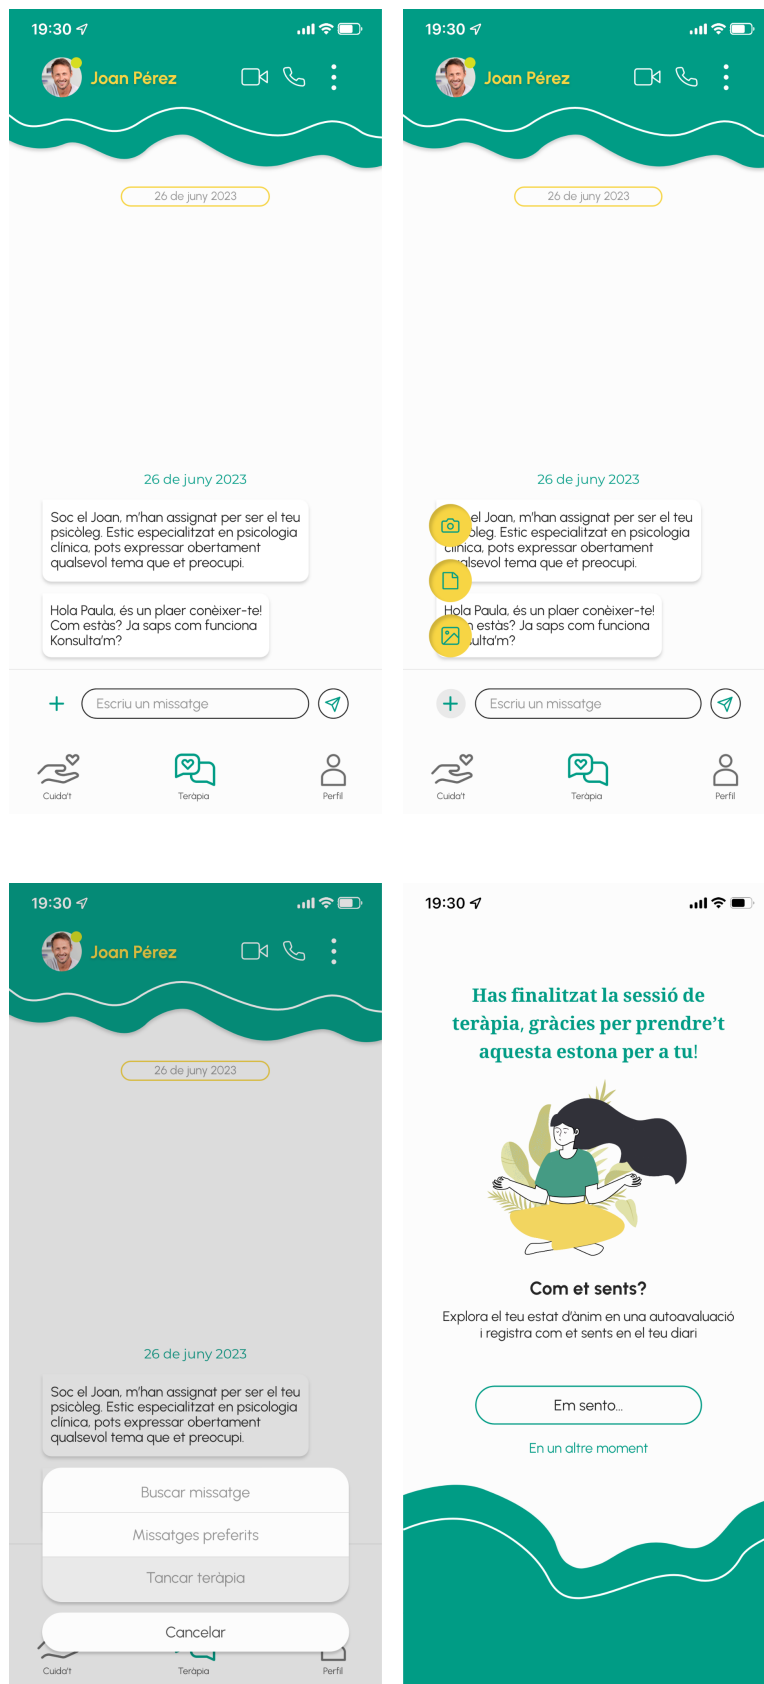 19:30
Joan Pérez
26 de juny 2023
26 de juny 2023
Soc el Joan, m'han assignat per ser el teu
psicòleg. Estic especialitzat en psicologia
clínica, pots expressar obertament
qualsevol tema que et preocupi.
Hola Paula, és un plaer conèixer-te!
Com estàs? Ja saps com funciona
Konsulta'm?
Escriu un missatge
Cuida't
Teràpia
Perfil
19:30
Joan Pérez
26 de juny 2023
26 de juny 2023
el Joan, m'han assignat per ser el teu
òleg. Estic especialitzat en psicologia
clínica, pots expressar obertament
qualsevol tema que et preocupi.
Hola Paula, és un plaer conèixer-te!
estàs? Ja saps com funciona
sulta'm?
Escriu un missatge
Cuida't
Teràpia
Perfil
19:30
Joan Pérez
26 de juny 2023
26 de juny 2023
Soc el Joan, m'han assignat per ser el teu
psicòleg. Estic especialitzat en psicologia
clínica, pots expressar obertament
qualsevol tema que et preocupi.
Buscar missatge
Missatges preferits
Tancar teràpia
Cancelar
Cuida't
Teràpia
Perfil
19:30
Has finalitzat la sessió de
teràpia, gràcies per prendre't
aquesta estona per a tu!
Com et sents?
Explora el teu estat d'ànim en una autoavaluació
i registra com et sents en el teu diari
Em sento...
En un altre moment